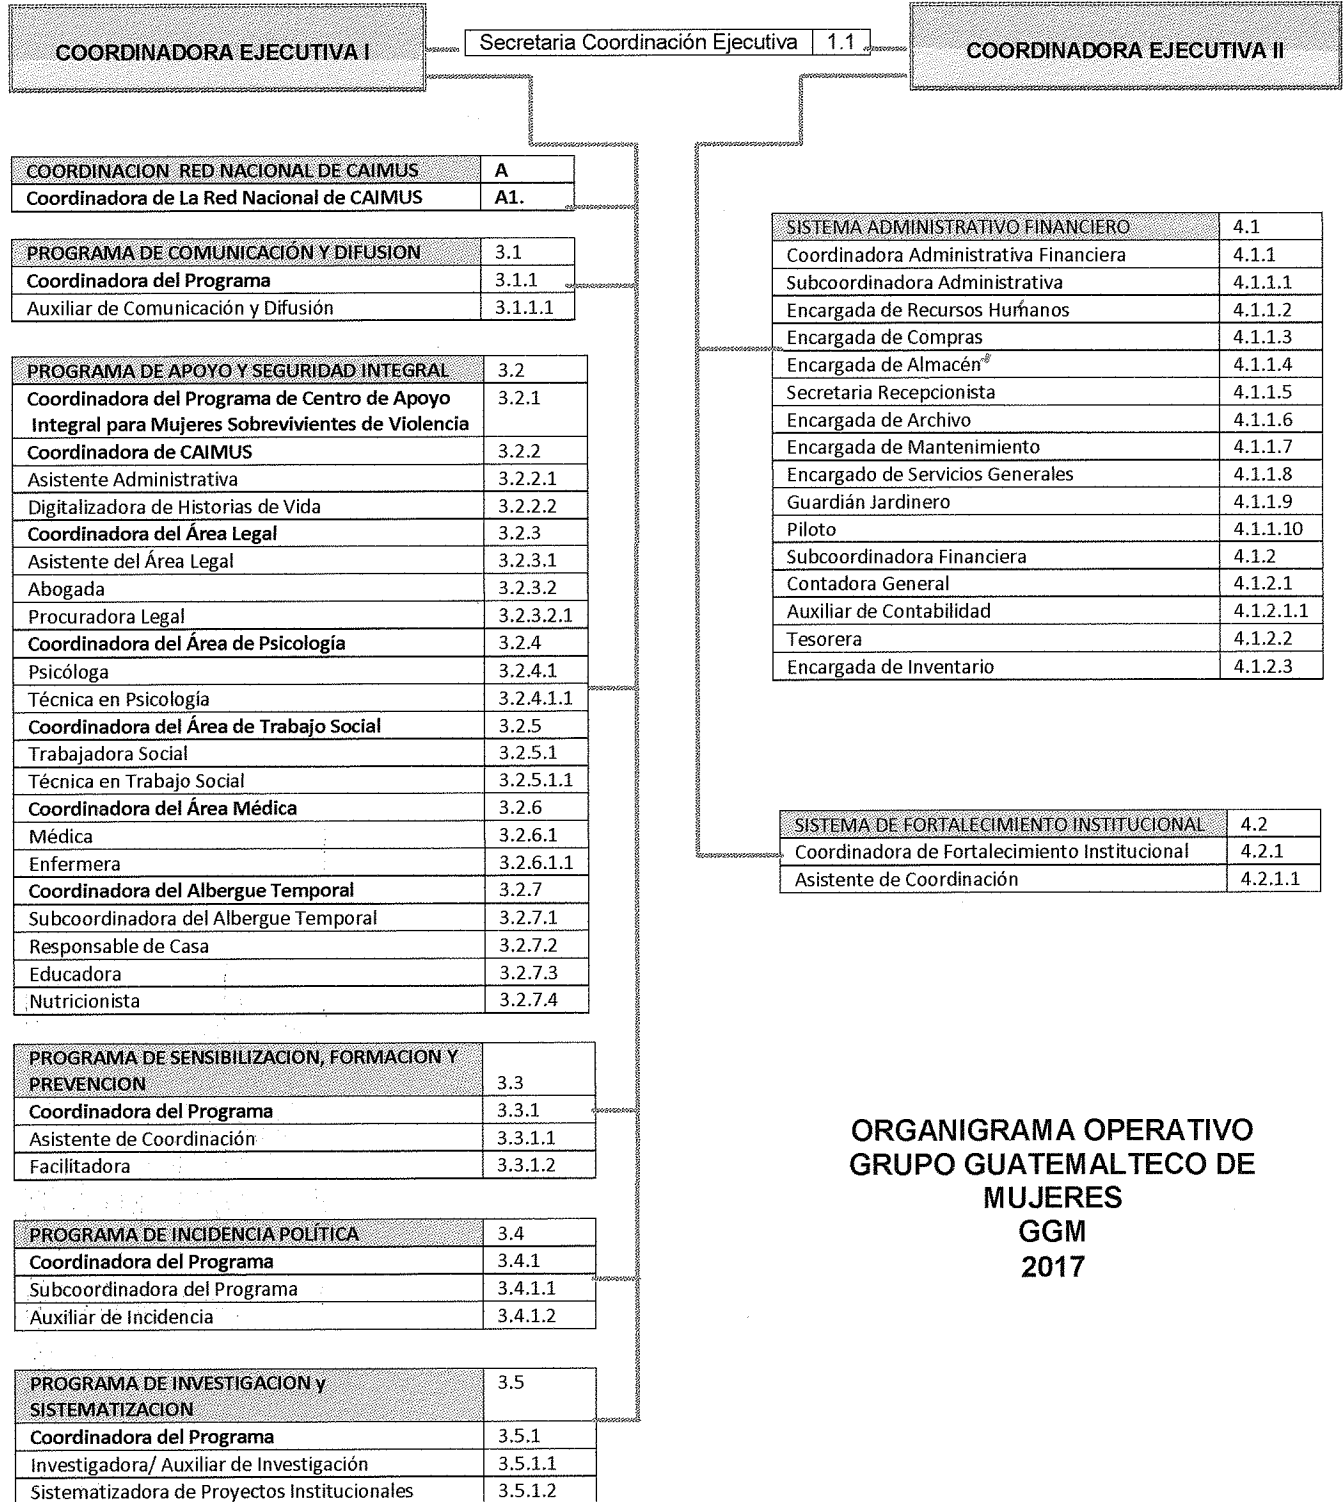 COORDINADORA EJECUTIVA I
Secretaria Coordinación Ejecutiva 1.1
COORDINADORA EJECUTIVA II
COORDINACION RED NACIONAL DE CAIMUS A
Coordinadora de La Red Nacional de CAIMUS A1.
PROGRAMA DE COMUNICACIÓN Y DIFUSION 3.1
Coordinadora del Programa 3.1.1
Auxiliar de Comunicación y Difusión 3.1.1.1
PROGRAMA DE APOYO Y SEGURIDAD INTEGRAL 3.2
Coordinadora del Programa de Centro de Apoyo 3.2.1
Integral para Mujeres Sobrevivientes de Violencia
Coordinadora de CAIMUS 3.2.2
Asistente Administrativa 3.2.2.1
Digitalizadora de Historias de Vida 3.2.2.2
Coordinadora del Área Legal 3.2.3
Asistente del Área Legal 3.2.3.1
Abogada 3.2.3.2
Procuradora Legal 3.2.3.2.1
Coordinadora del Área de Psicología 3.2.4
Psicóloga 3.2.4.1
Técnica en Psicología 3.2.4.1.1
Coordinadora del Área de Trabajo Social 3.2.5
Trabajadora Social 3.2.5.1
Técnica en Trabajo Social 3.2.5.1.1
Coordinadora del Área Médica 3.2.6
Médica 3.2.6.1
Enfermera 3.2.6.1.1
Coordinadora del Albergue Temporal 3.2.7
Subcoordinadora del Albergue Temporal 3.2.7.1
Responsable de Casa 3.2.7.2
Educadora 3.2.7.3
Nutricionista 3.2.7.4
PROGRAMA DE SENSIBILIZACION, FORMACION Y
PREVENCION 3.3
Coordinadora del Programa 3.3.1
Asistente de Coordinación 3.3.1.1
Facilitadora 3.3.1.2
PROGRAMA DE INCIDENCIA POLÍTICA 3.4
Coordinadora del Programa 3.4.1
Subcoordinadora del Programa 3.4.1.1
Auxiliar de Incidencia 3.4.1.2
PROGRAMA DE INVESTIGACION y 3.5
SISTEMATIZACION
Coordinadora del Programa 3.5.1
Investigadora/ Auxiliar de Investigación 3.5.1.1
Sistematizadora de Proyectos Institucionales 3.5.1.2
SISTEMA ADMINISTRATIVO FINANCIERO 4.1
Coordinadora Administrativa Financiera 4.1.1
Subcoordinadora Administrativa 4.1.1.1
Encargada de Recursos Humanos 4.1.1.2
Encargada de Compras 4.1.1.3
Encargada de Almacén 4.1.1.4
Secretaria Recepcionista 4.1.1.5
Encargada de Archivo 4.1.1.6
Encargada de Mantenimiento 4.1.1.7
Encargado de Servicios Generales 4.1.1.8
Guardián Jardinero 4.1.1.9
Piloto 4.1.1.10
Subcoordinadora Financiera 4.1.2
Contadora General 4.1.2.1
Auxiliar de Contabilidad 4.1.2.1.1
Tesorera 4.1.2.2
Encargada de Inventario 4.1.2.3
SISTEMA DE FORTALECIMIENTO INSTITUCIONAL 4.2
Coordinadora de Fortalecimiento Institucional 4.2.1
Asistente de Coordinación 4.2.1.1
ORGANIGRAMA OPERATIVO
GRUPO GUATEMALTECO DE
MUJERES
GGM
2017